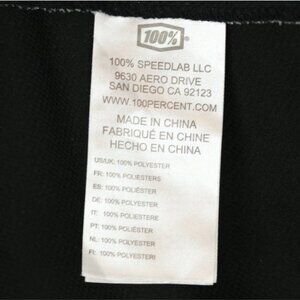 100%
100% SPEEDLAB LLC
9630 AERO DRIVE
SAN DIEGO CA 92123
WWW.100PERCENT.COM
MADE IN CHINA
FABRIQUÉ EN CHINE
HECHO EN CHINA
US/UK: 100% POLYESTER
FR: 100% POLIESTERS
ES: 100% POLIÉSTER
DE: 100% POLYESTER
IT: 100% POLIESTERE
PT: 100% POLIÉSTER
NL: 100% POLYESTER
FI: 100% POLYESTERI